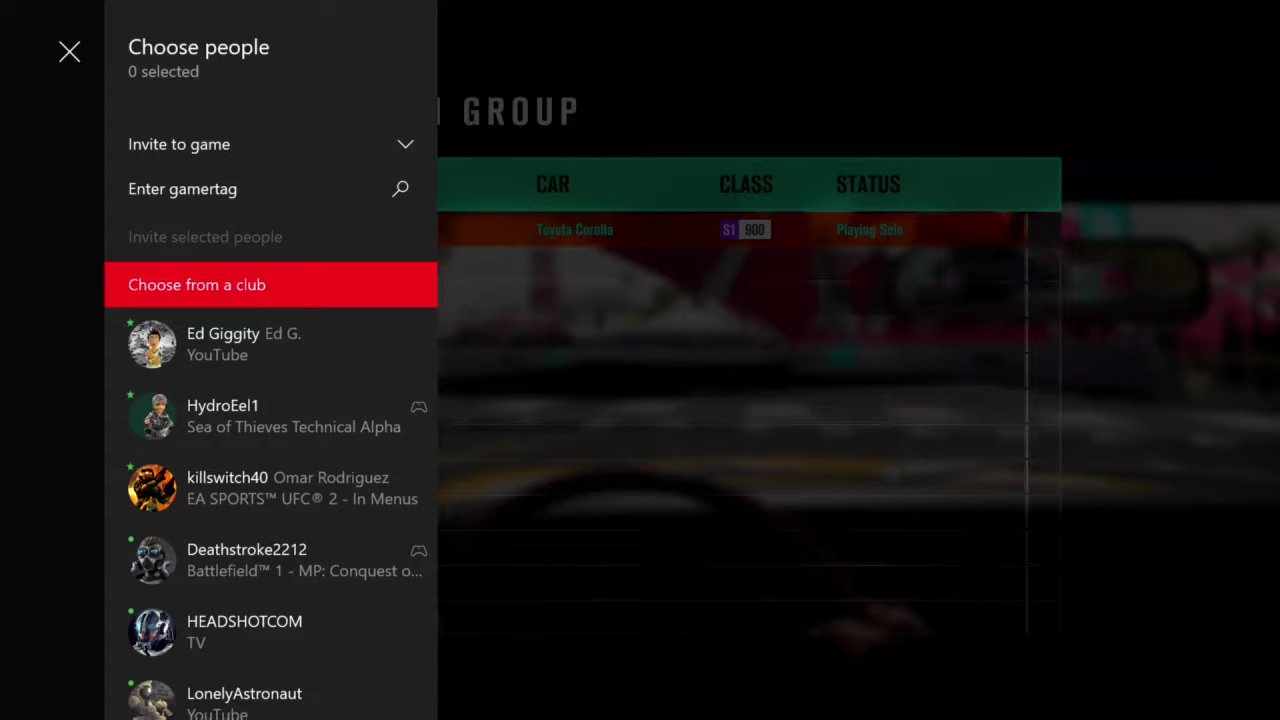 Choose people
0 selected
Invite to game
Enter gamertag
Invite selected people
Choose from a club
Ed Giggity Ed G.
YouTube
HydroEel1
Sea of Thieves Technical Alpha
killswitch40 Omar Rodriguez
EA SPORTS™ UFC® 2 - In Menus
Deathstroke2212
Battlefield™ 1 - MP: Conquest o...
HEADSHOTCOM
TV
LonelyAstronaut
YouTube
GROUP
CAR CLASS STATUS
Toyota Corolla S1 900 Playing Solo